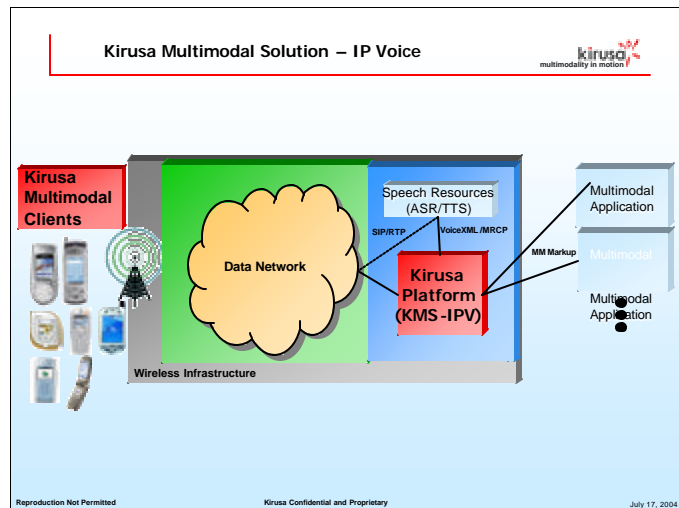 Kirusa Multimodal Solution – IP Voice
kirusa
multimodality in motion
Kirusa
Multimodal
Clients
Speech Resources
(ASR/TTS)
SIP/RTP
VoiceXML /MRCP
Data Network
Kirusa
Platform
(KMS-IPV)
MM Markup
Multimodal
Application
Multimodal
Multimodal
Application
Wireless Infrastructure
Reproduction Not Permitted
Kirusa Confidential and Proprietary
July 17, 2004